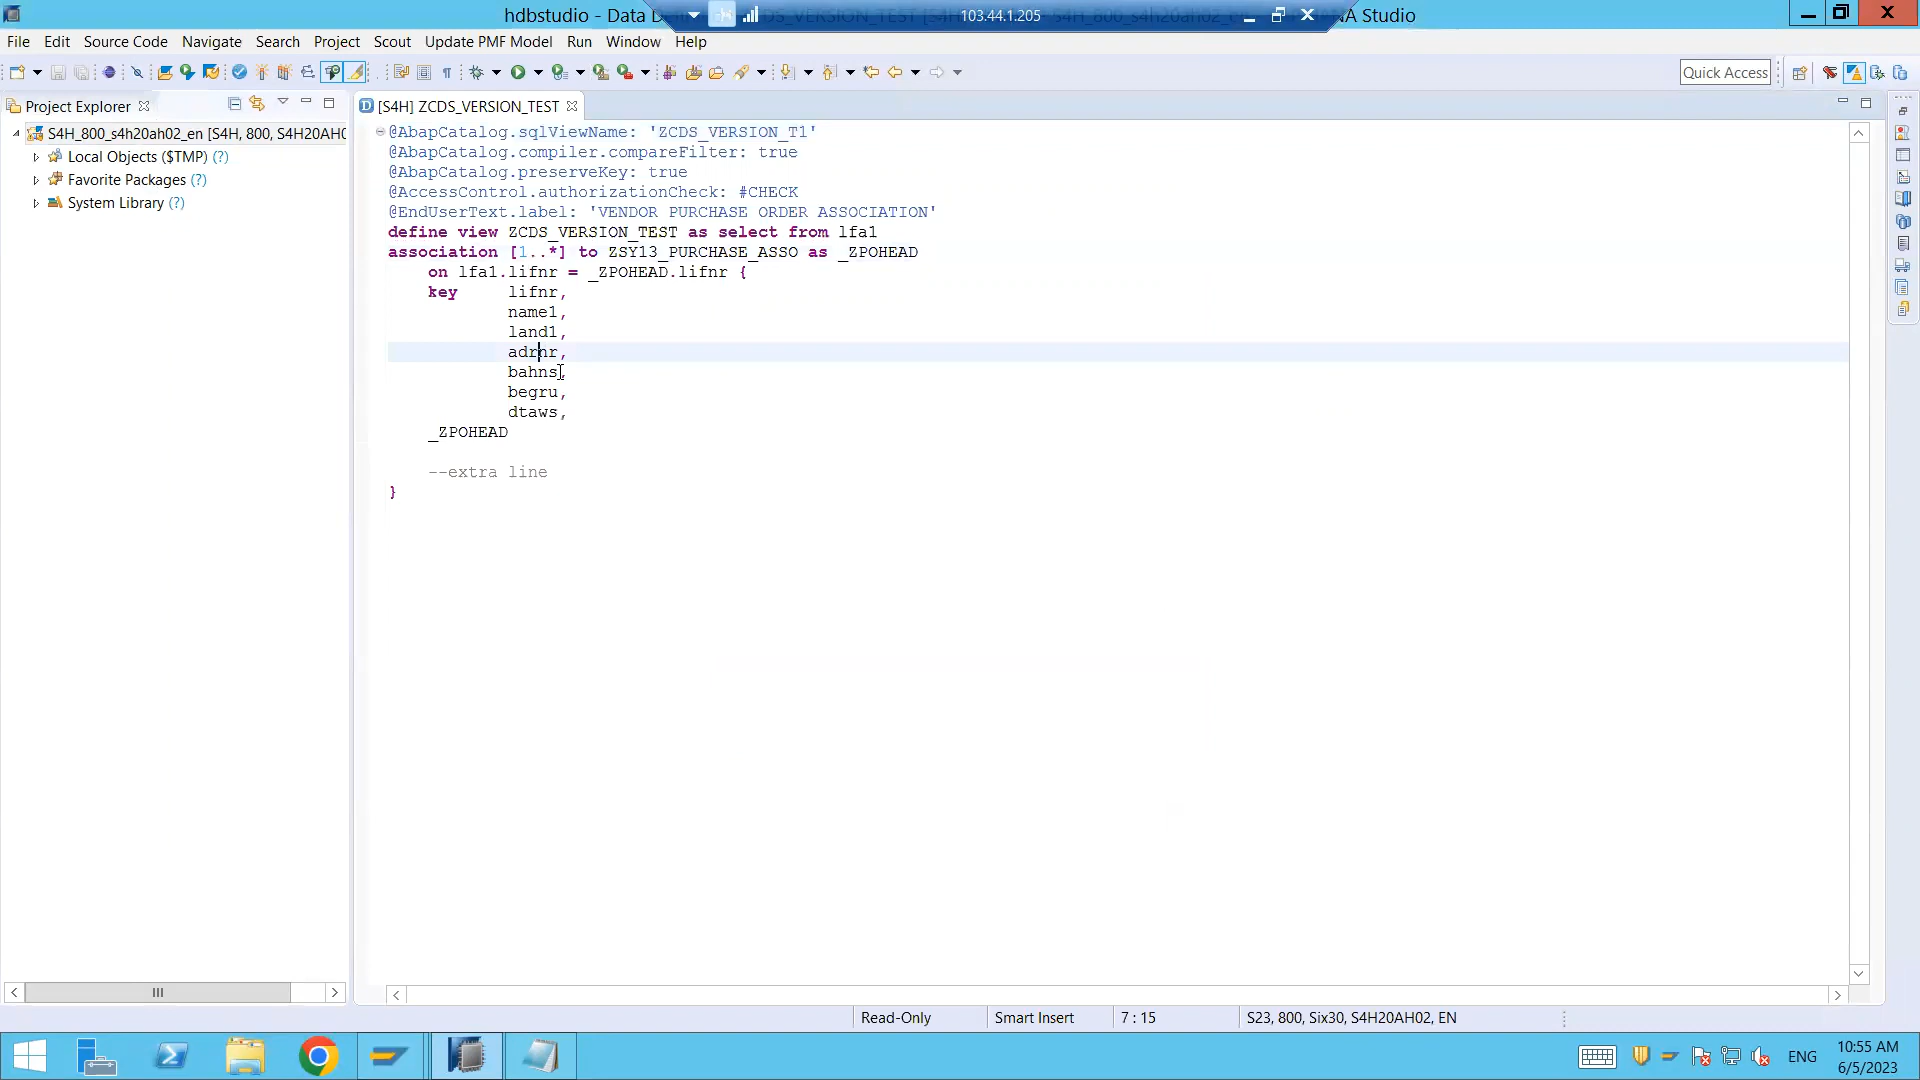 hdbstudio - Data D
103.44.1.205
NA Studio
File Edit Source Code Navigate Search Project Scout Update PMF Model Run Window Help
Quick Access
Project Explorer
S4H_800_s4h20ah02_en [S4H, 800, S4H20AH0
Local Objects ($TMP) (?)
Favorite Packages (?)
System Library (?)
[S4H] ZCDS_VERSION_TEST
@AbapCatalog.sqlViewName: 'ZCDS_VERSION_T1'
@AbapCatalog.compiler.compareFilter: true
@AbapCatalog.preserveKey: true
@AccessControl.authorizationCheck: #CHECK
@EndUserText.label: 'VENDOR PURCHASE ORDER ASSOCIATION'
define view ZCDS_VERSION_TEST as select from lfa1
association [1..*] to ZSY13_PURCHASE_ASSO as _ZPOHEAD
on lfa1.lifnr = _ZPOHEAD.lifnr {
key lifnr,
name1,
land1,
adrnr,
bahns,
begru,
dtaws,
_ZPOHEAD
--extra line
}
Read-Only Smart Insert 7 : 15 S23, 800, Six30, S4H20AH02, EN
ENG
10:55 AM
6/5/2023